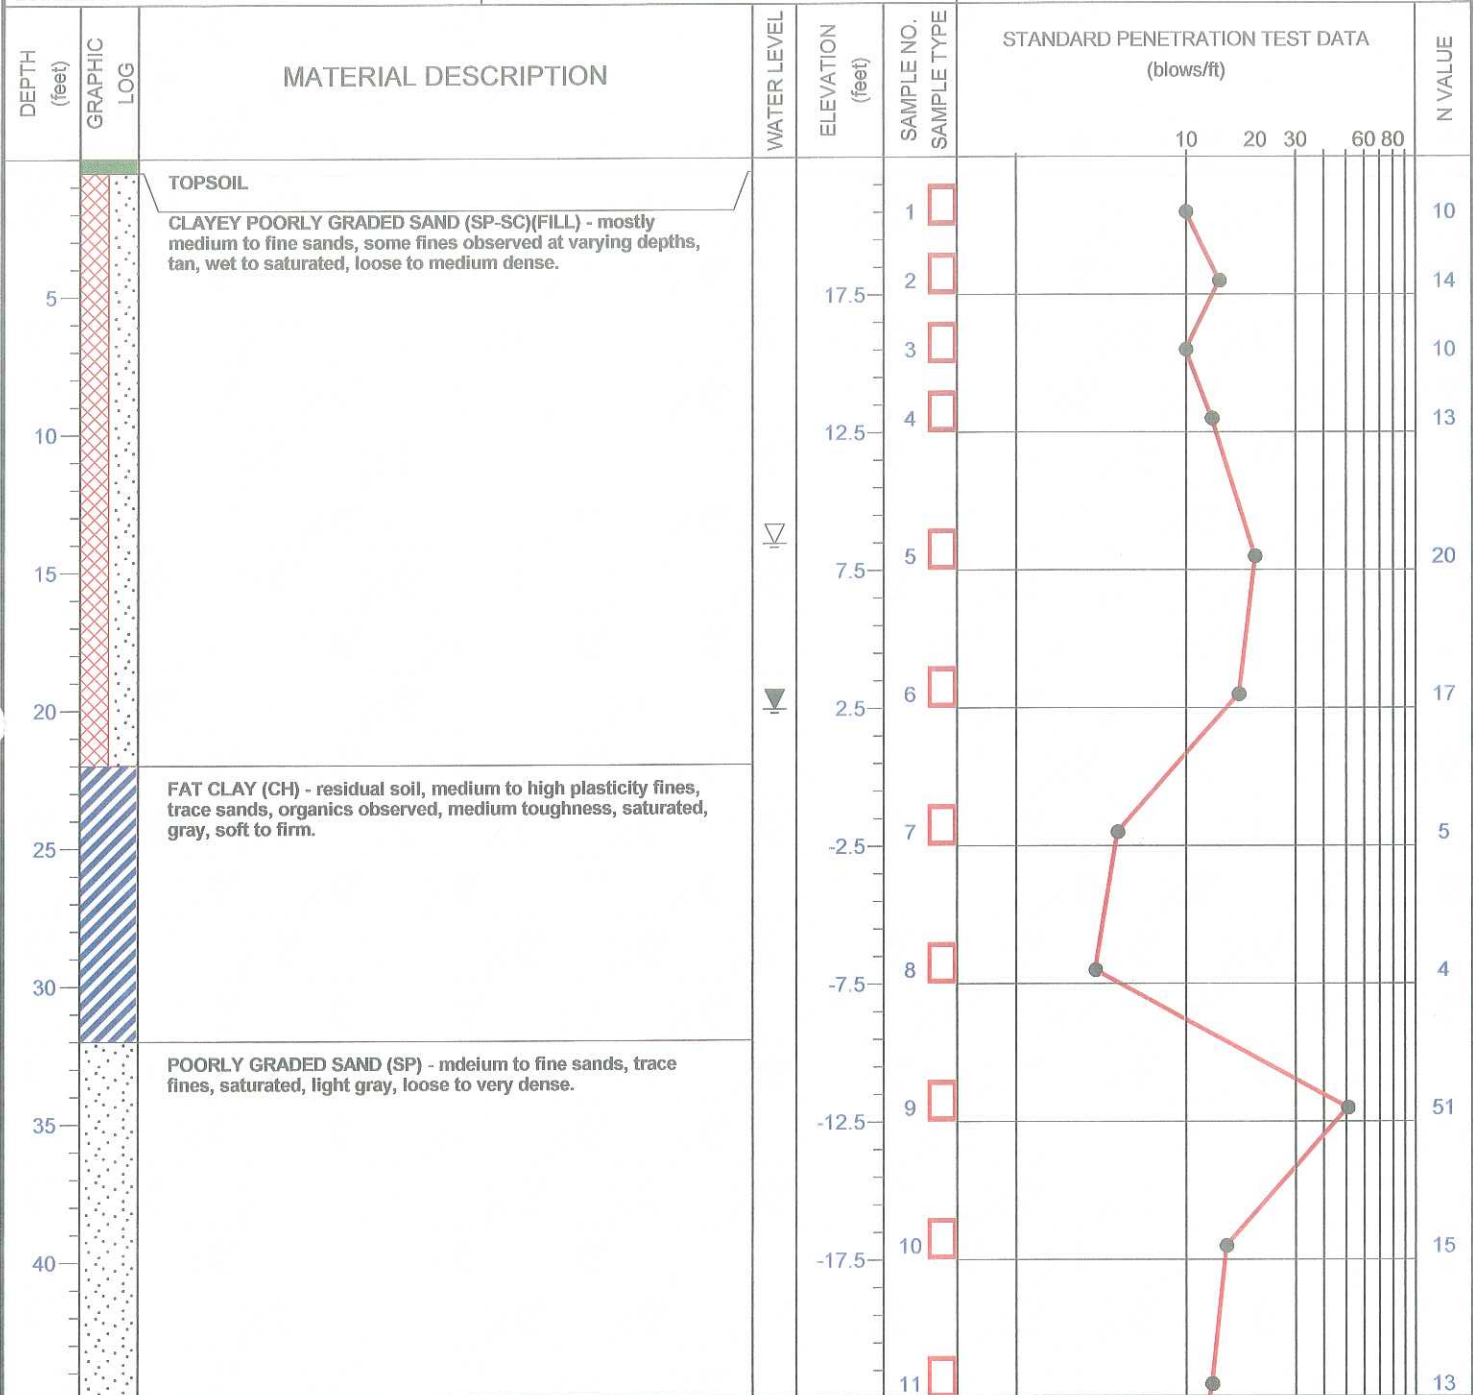 DEPTH
(feet)
GRAPHIC
LOG
MATERIAL DESCRIPTION
WATER LEVEL
ELEVATION
(feet)
SAMPLE NO.
SAMPLE TYPE
STANDARD PENETRATION TEST DATA
(blows/ft)
10 20 30 60 80
N VALUE
TOPSOIL
CLAYEY POORLY GRADED SAND (SP-SC)(FILL) - mostly
medium to fine sands, some fines observed at varying depths,
tan, wet to saturated, loose to medium dense.
1 10
2 14
5 17.5
3 10
4 13
10 12.5
5 20
15 7.5
6 17
20 2.5
FAT CLAY (CH) - residual soil, medium to high plasticity fines,
trace sands, organics observed, medium toughness, saturated,
gray, soft to firm.
7 5
25 -2.5
8 4
30 -7.5
POORLY GRADED SAND (SP) - mdeium to fine sands, trace
fines, saturated, light gray, loose to very dense.
9 51
35 -12.5
10 15
40 -17.5
11 13